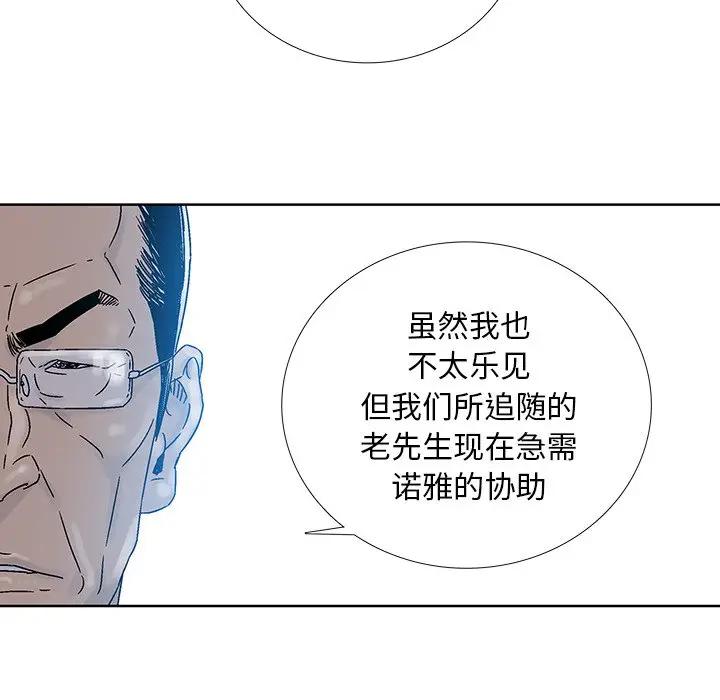 虽然我也
不太乐见
但我们所追随的
老先生现在急需
诺雅的协助